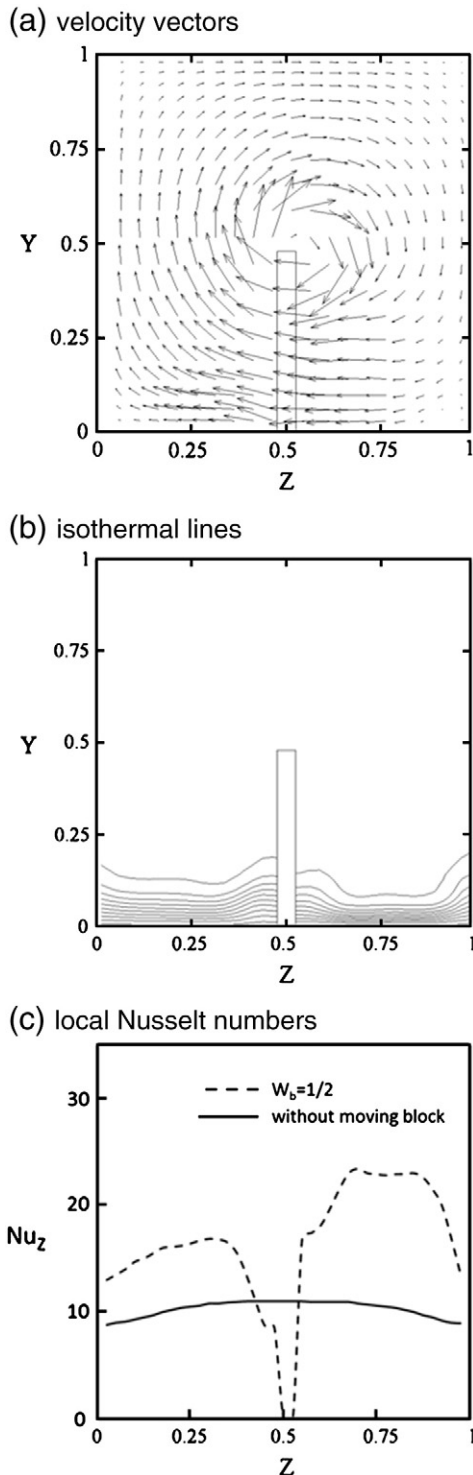 (a) velocity vectors
1
0.75
Y
0.5
0.25
0
0 0.25 0.5 0.75 1
Z
(b) isothermal lines
1
0.75
Y
0.5
0.25
0
0 0.25 0.5 0.75 1
Z
(c) local Nusselt numbers
W_b=1/2
30
without moving block
20
Nu_Z
10
0
0 0.25 0.5 0.75 1
Z